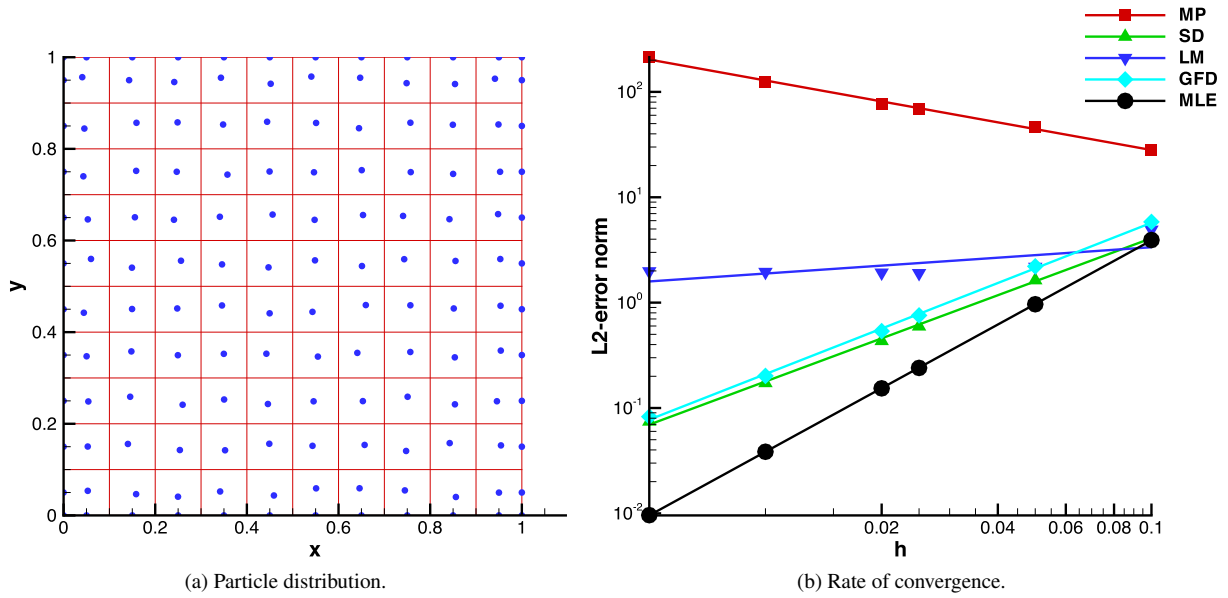 MP
SD
LM
GFD
MLE
1
0.8
0.6
0.4
0.2
0
y
0
0.2
0.4
0.6
0.8
1
x
10²
10¹
10⁰
10⁻¹
10⁻²
L2-error norm
0.02
0.04
0.06
0.08
0.1
h
(a) Particle distribution.
(b) Rate of convergence.